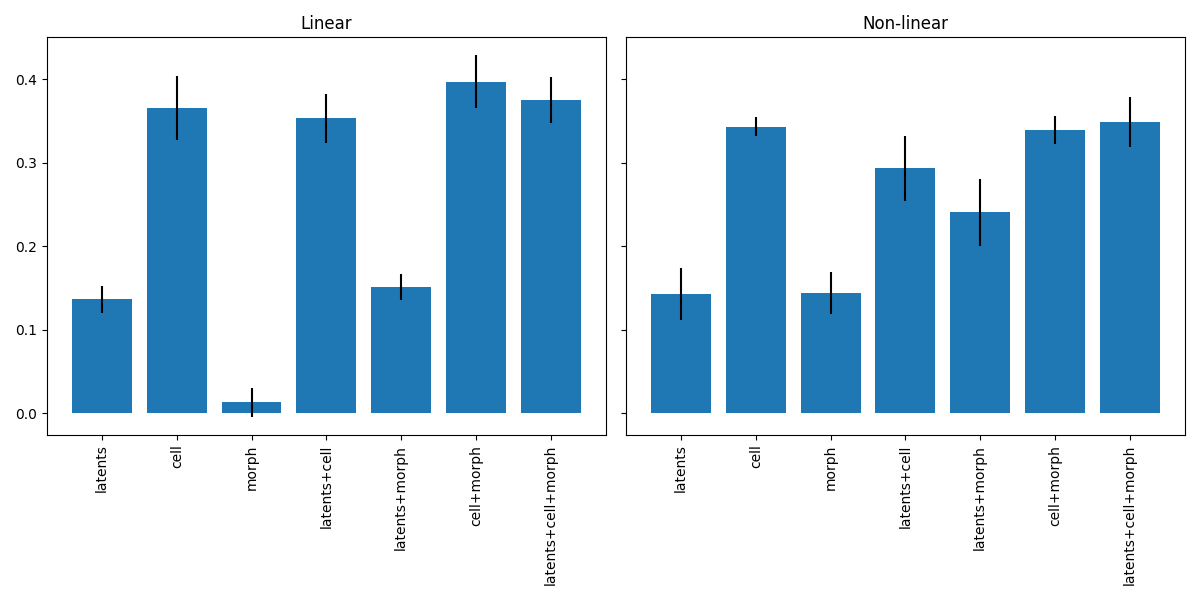 Linear
Non-linear
0.4
0.3
0.2
0.1
0.0
latents
cell
morph
latents+cell
latents+morph
cell+morph
latents+cell+morph
latents
cell
morph
latents+cell
latents+morph
cell+morph
latents+cell+morph